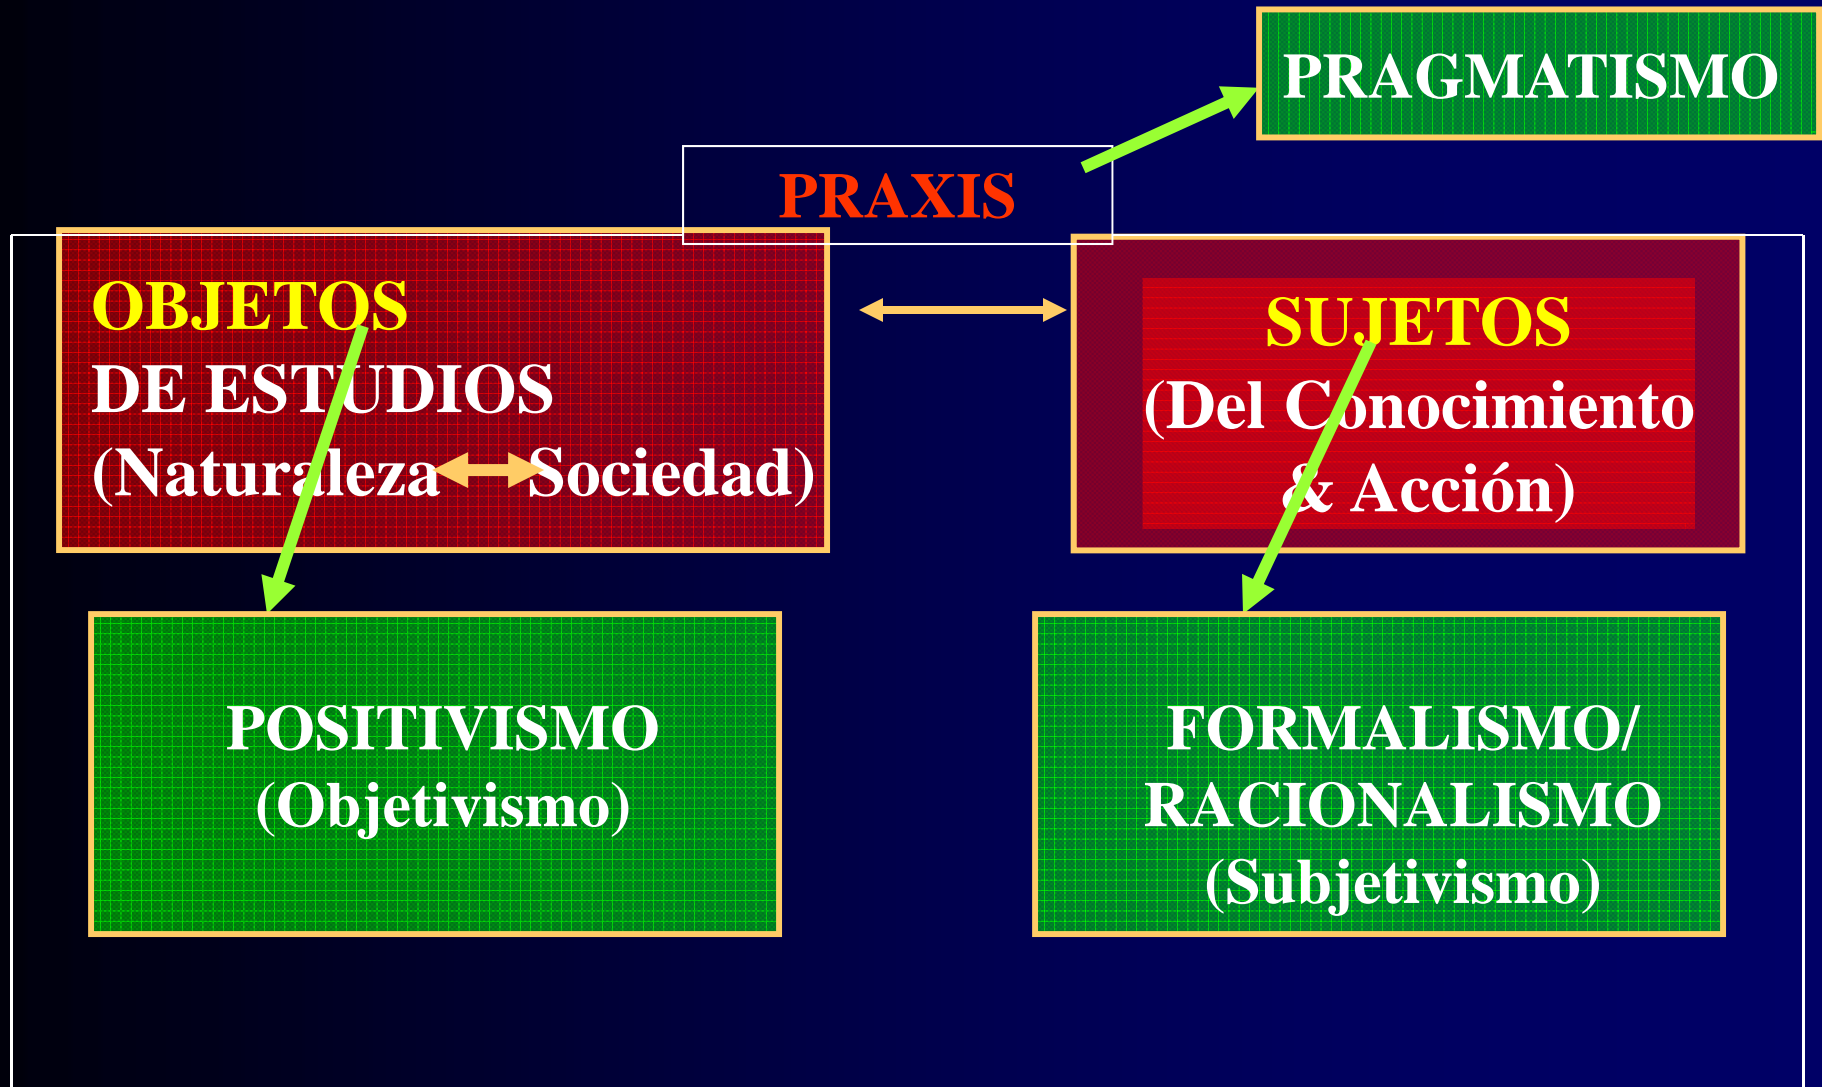 PRAGMATISMO
PRAXIS
OBJETOS
DE ESTUDIOS
(Naturaleza Sociedad)
SUJETOS
(Del Conocimiento
& Acción)
POSITIVISMO
(Objetivismo)
FORMALISMO/
RACIONALISMO
(Subjetivismo)